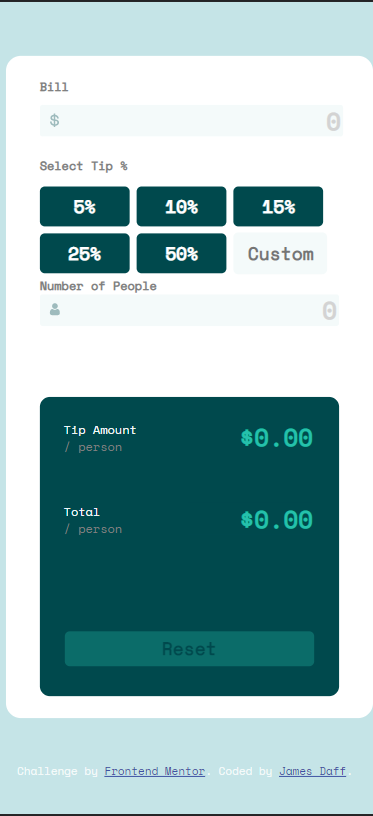 Bill
$ 0
Select Tip %
5% 10% 15%
25% 50% Custom
Number of People
0
Tip Amount $0.00
/ person
Total $0.00
/ person
Reset
Challenge by Frontend Mentor. Coded by James Daff.